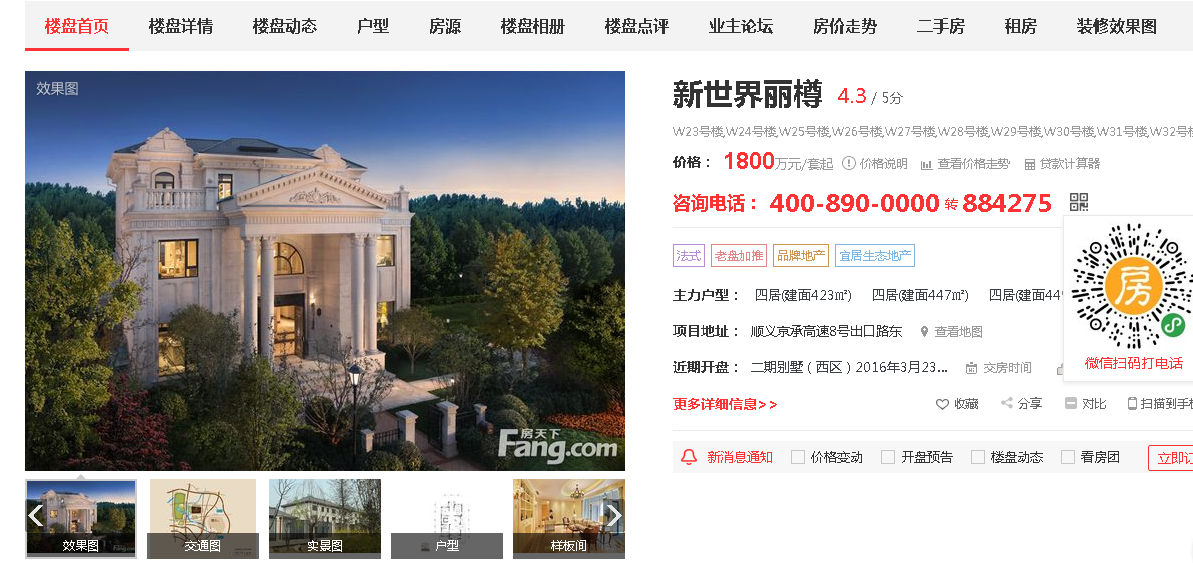 楼盘首页 楼盘详情 楼盘动态 户型 房源 楼盘相册 楼盘点评 业主论坛 房价走势 二手房 租房 装修效果图
效果图
房天下
Fang.com
效果图 交通图 实景图 户型 样板间
新世界丽樽 4.3 / 5分
W23号楼,W24号楼,W25号楼,W26号楼,W27号楼,W28号楼,W29号楼,W30号楼,W31号楼,W32号楼
价格： 1800万元/套起 价格说明 查看价格走势 贷款计算器
咨询电话： 400-890-0000 转 884275
法式 老盘加推 品牌地产 宜居生态地产
主力户型： 四居(建面423㎡) 四居(建面447㎡) 四居(建面44
项目地址： 顺义京承高速8号出口路东 查看地图
近期开盘： 二期别墅（西区）2016年3月23... 交房时间
房
微信扫码打电话
更多详细信息>> 收藏 分享 对比 扫描到手机
新消息通知 价格变动 开盘预告 楼盘动态 看房团 立即订